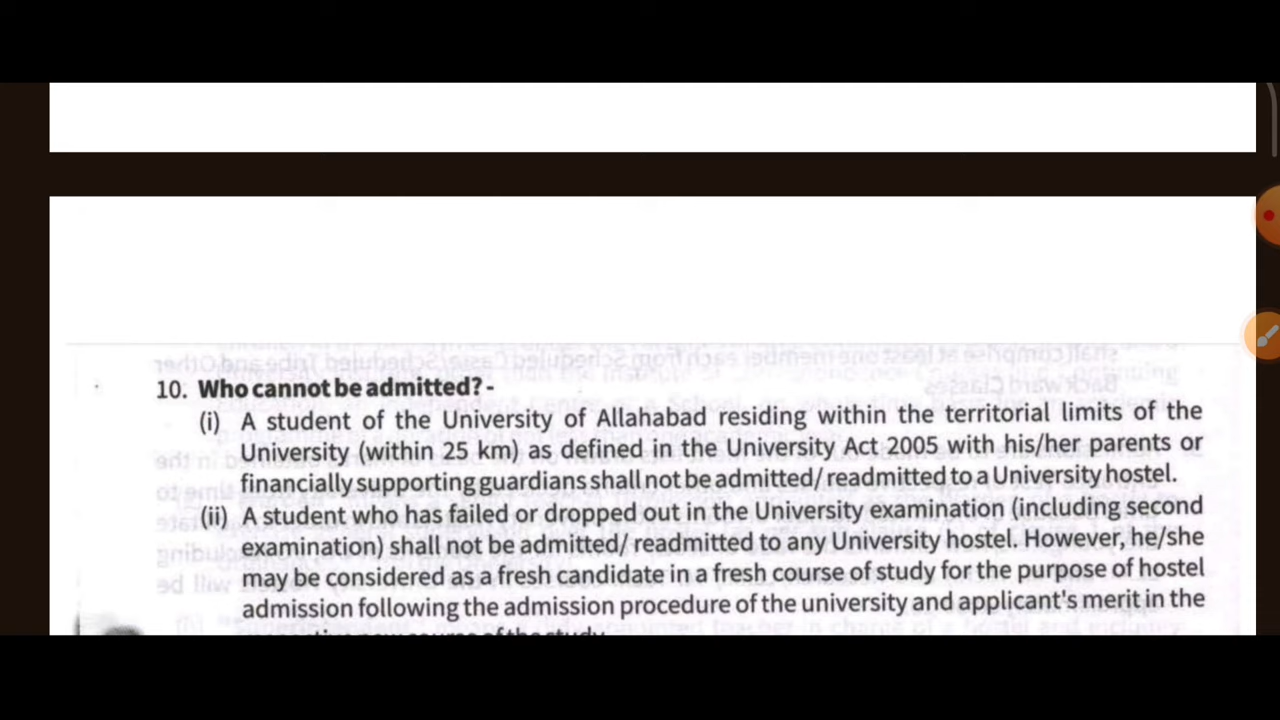 10. Who cannot be admitted? -
(i) A student of the University of Allahabad residing within the territorial limits of the
University (within 25 km) as defined in the University Act 2005 with his/her parents or
financially supporting guardians shall not be admitted/ readmitted to a University hostel.
(ii) A student who has failed or dropped out in the University examination (including second
examination) shall not be admitted/ readmitted to any University hostel. However, he/she
may be considered as a fresh candidate in a fresh course of study for the purpose of hostel
admission following the admission procedure of the university and applicant's merit in the
new course of the study.